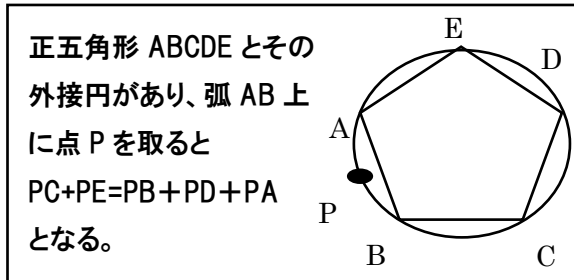 正五角形 ABCDE とその
外接円があり、弧 AB 上
に点 P を取ると
PC+PE=PB+PD+PA
となる。
E
D
A
P
B
C